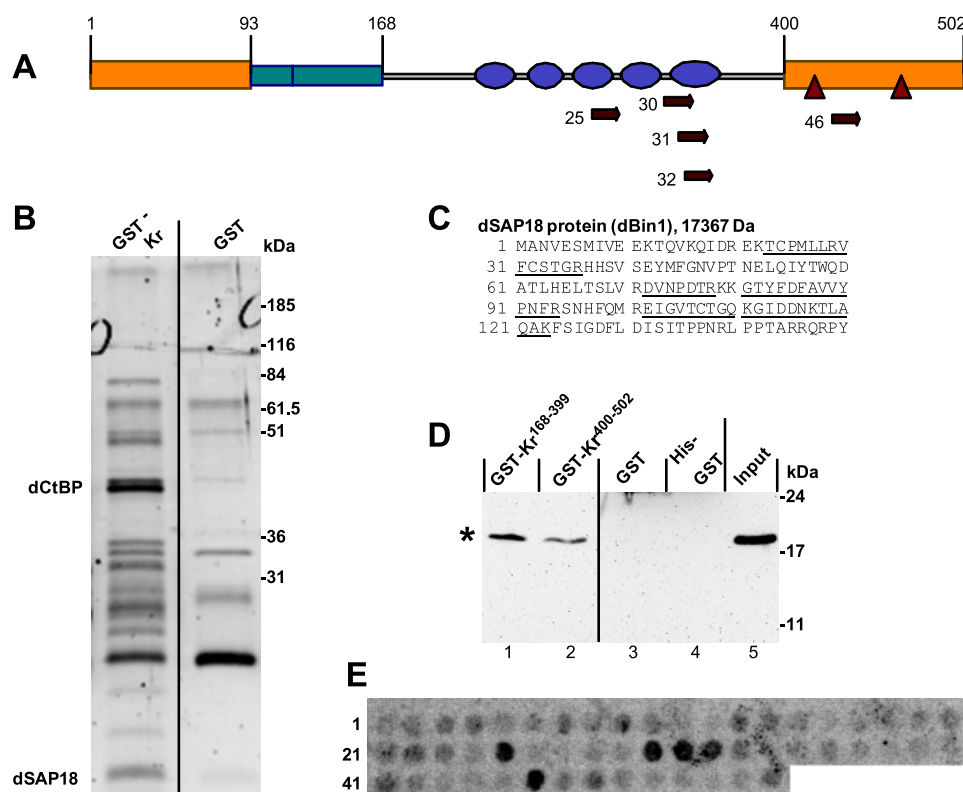 1 93 168 400 502
A
25 30 46
31
32
B
GST-Kr GST
kDa
-185
-116
-84
-61.5
-51
dCtBP
-36
-31
dSAP18
C
dSAP18 protein (dBin1), 17367 Da
1 MANVESMIVE EKTQVKQIDR EKTCPMLLRV
31 FCSTGRHHSV SEYMFGNVPT NELQIYTWQD
61 ATLHELTSLV RDVNPDTRKK GTYFDFAVVY
91 PNFRSNHFQM REIGVTCTGQ KGIDDNKTLA
121 QAKFSIGDFL DISITPPNRL PPTARRQRPY
D
GST-Kr168-399 GST-Kr400-502 GST His-GST Input kDa
-24
*
-17
-11
1 2 3 4 5
E
1
21
41